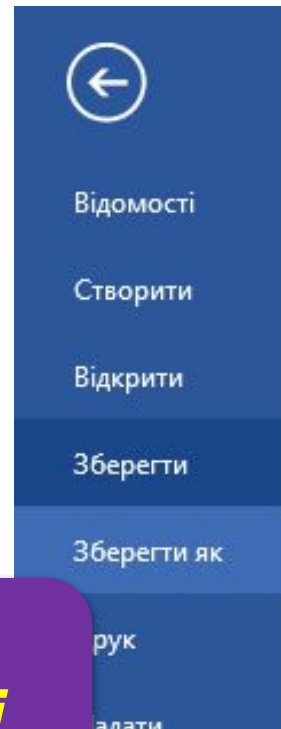 Відомості
Створити
Відкрити
Зберегти
Зберегти як